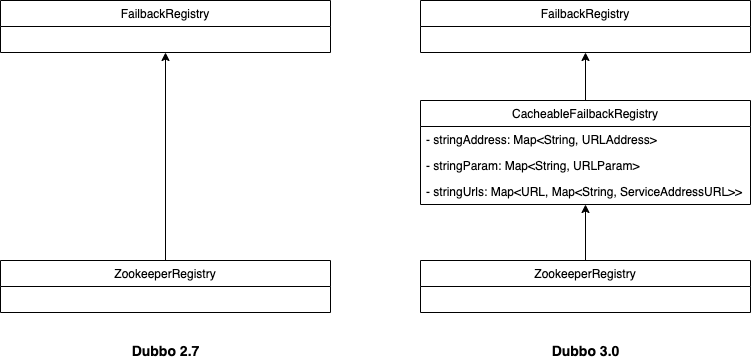 FailbackRegistry
ZookeeperRegistry
Dubbo 2.7
FailbackRegistry
CacheableFailbackRegistry
- stringAddress: Map<String, URLAddress>
- stringParam: Map<String, URLParam>
- stringUrls: Map<URL, Map<String, ServiceAddressURL>>
ZookeeperRegistry
Dubbo 3.0